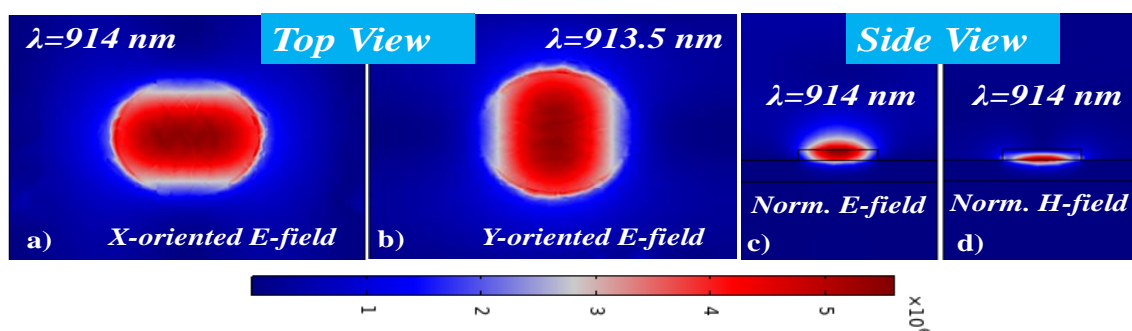 λ=914 nm
Top View
λ=913.5 nm
Side View
λ=914 nm
λ=914 nm
a)
X-oriented E-field
b)
Y-oriented E-field
Norm. E-field
c)
Norm. H-field
d)
1
2
3
4
5